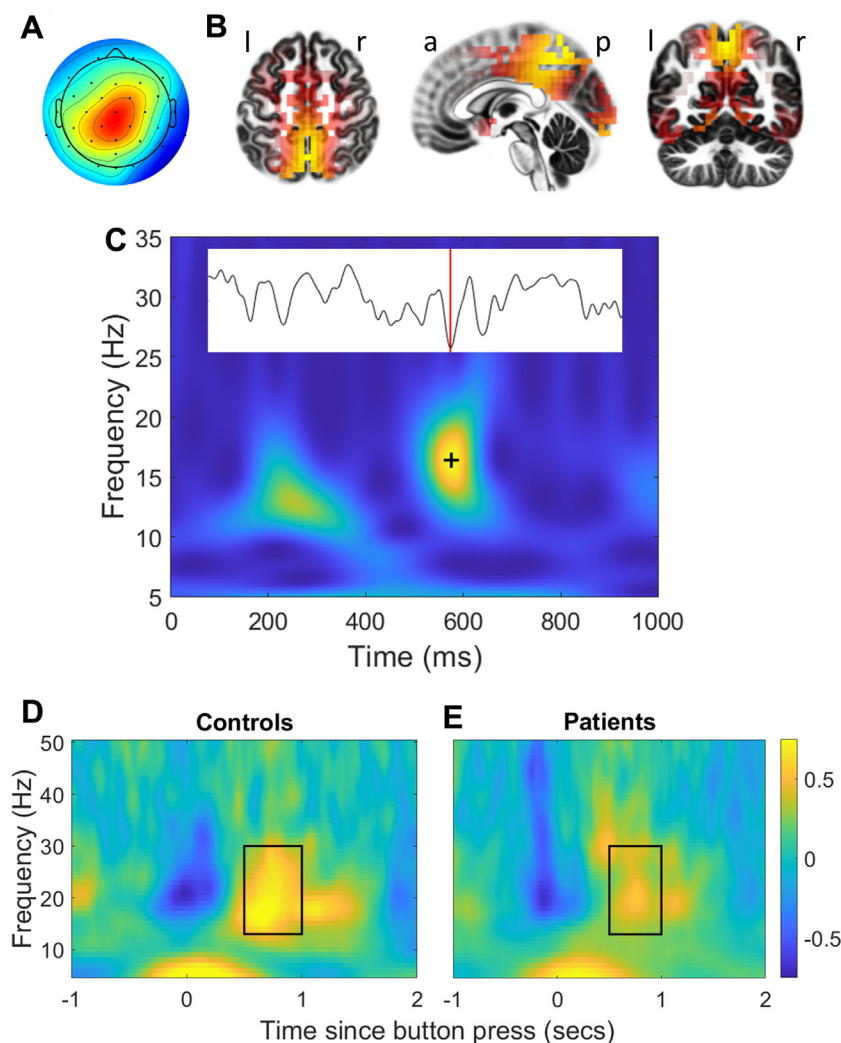 A
B
l
r
a
p
l
r
C
35
30
25
20
15
10
5
Frequency (Hz)
0
200
400
600
800
1000
Time (ms)
D
Controls
E
Patients
Frequency (Hz)
50
40
30
20
10
0.5
0
-0.5
-1
0
1
2
-1
0
1
2
Time since button press (secs)